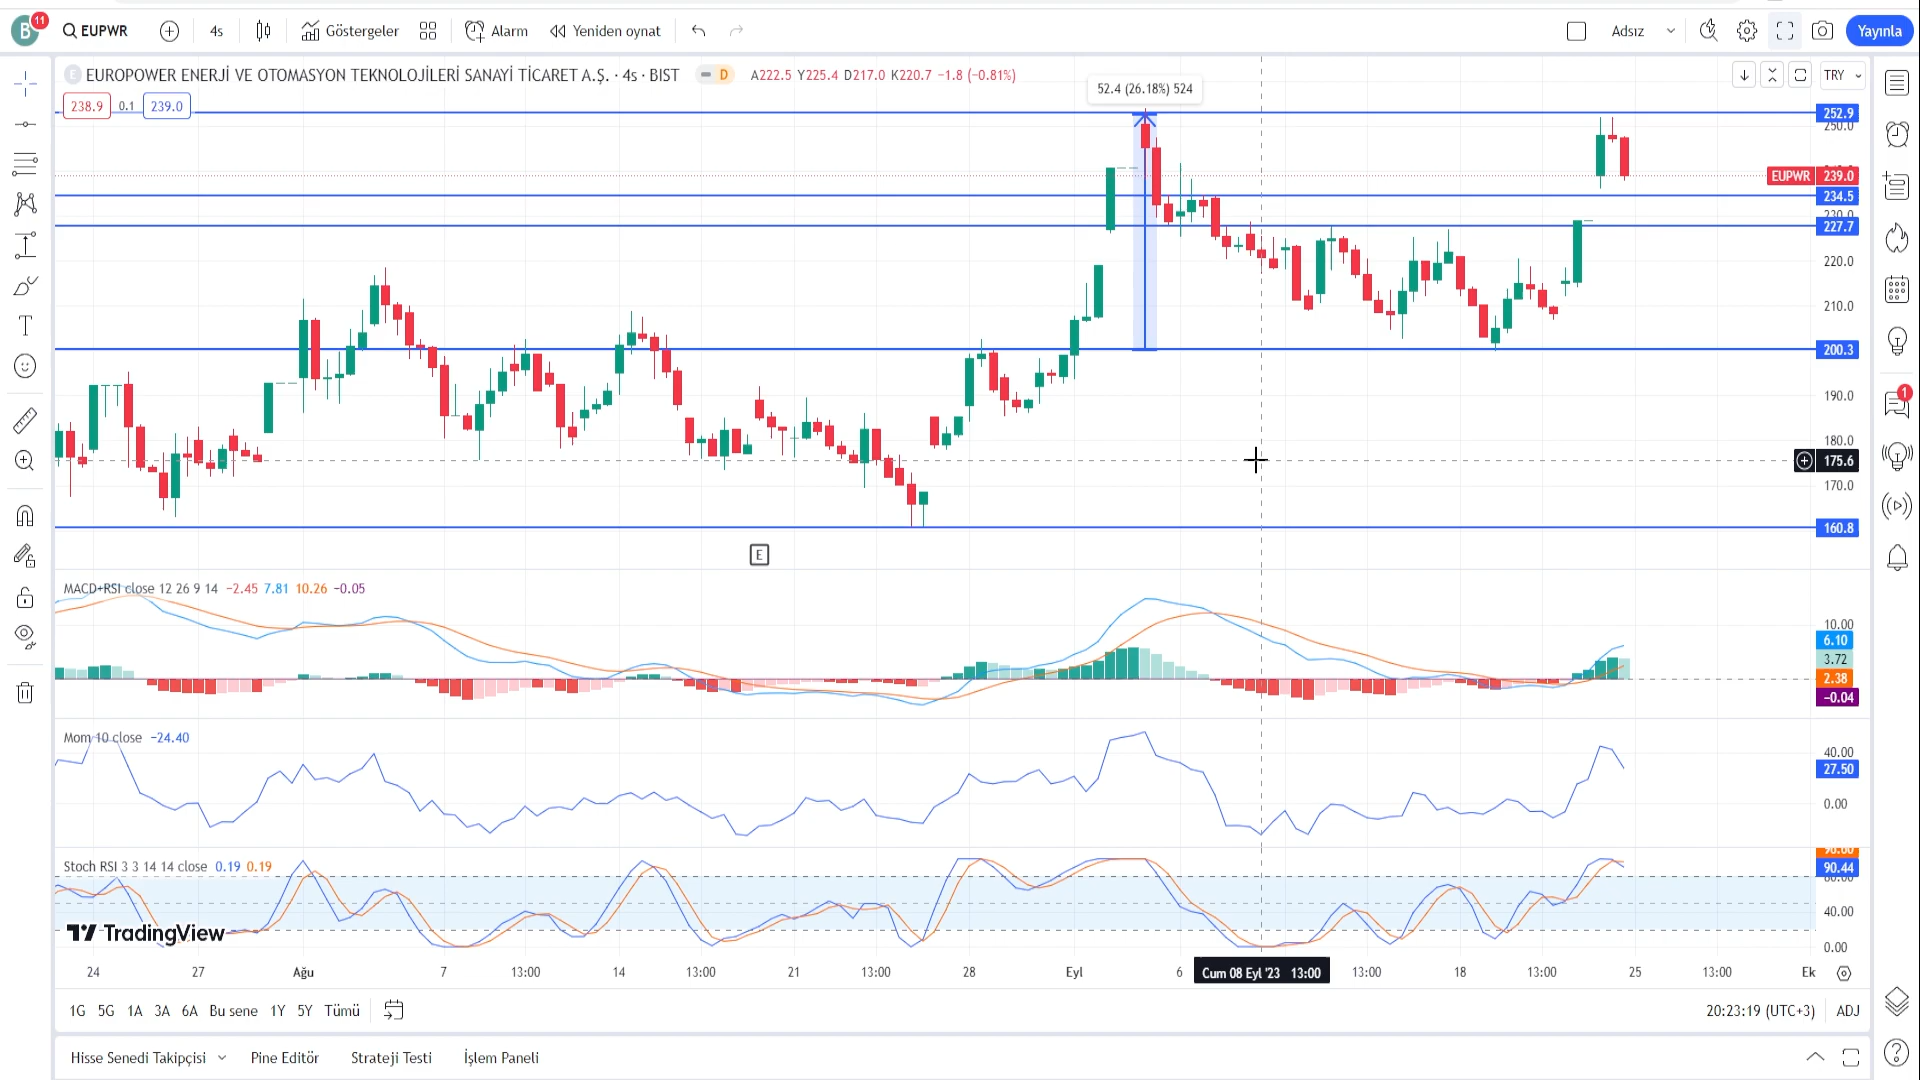 B 11 EUPWR 4s Göstergeler Alarm Yeniden oynat Adsız Yayınla
E EUROPOWER ENERJİ VE OTOMASYON TEKNOLOJİLERİ SANAYİ TİCARET A.Ş. · 4s · BIST D A222.5 Y225.4 D217.0 K220.7 −1.8 (−0.81%) TRY
52.4 (26.18%) 524
238.9 0.1 239.0
252.9
250.0
EUPWR 239.0
234.5
230.0
227.7
220.0
210.0
200.3
190.0
180.0
175.6
170.0
160.8
E
1
MACD+RSI close 12 26 9 14 −2.45 7.81 10.26 −0.05
10.00
6.10
3.72
2.38
−0.04
Mom 10 close −24.40
40.00
27.50
0.00
Stoch RSI 3 3 14 14 close 0.19 0.19
90.44
40.00
TradingView
0.00
24 27 Ağu 7 13:00 14 13:00 21 13:00 28 Eyl 6 Cum 08 Eyl '23 13:00 13:00 18 13:00 25 13:00 Ek
1G 5G 1A 3A 6A Bu sene 1Y 5Y Tümü 20:23:19 (UTC+3) ADJ
Hisse Senedi Takipçisi Pine Editör Strateji Testi İşlem Paneli